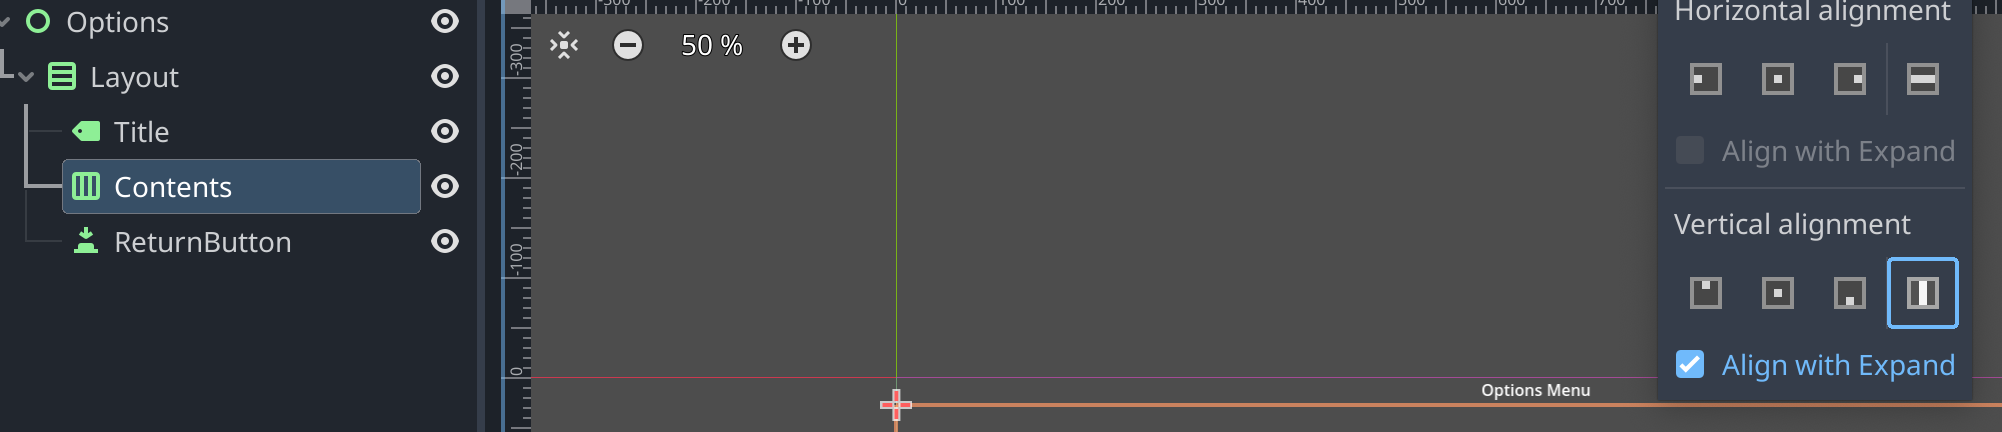 Options
Layout
Title
Contents
ReturnButton
-300 -200 -100 0 100 200 300 400 500 600 700
50 %
-300
-200
-100
0
Options Menu
Horizontal alignment
Align with Expand
Vertical alignment
Align with Expand